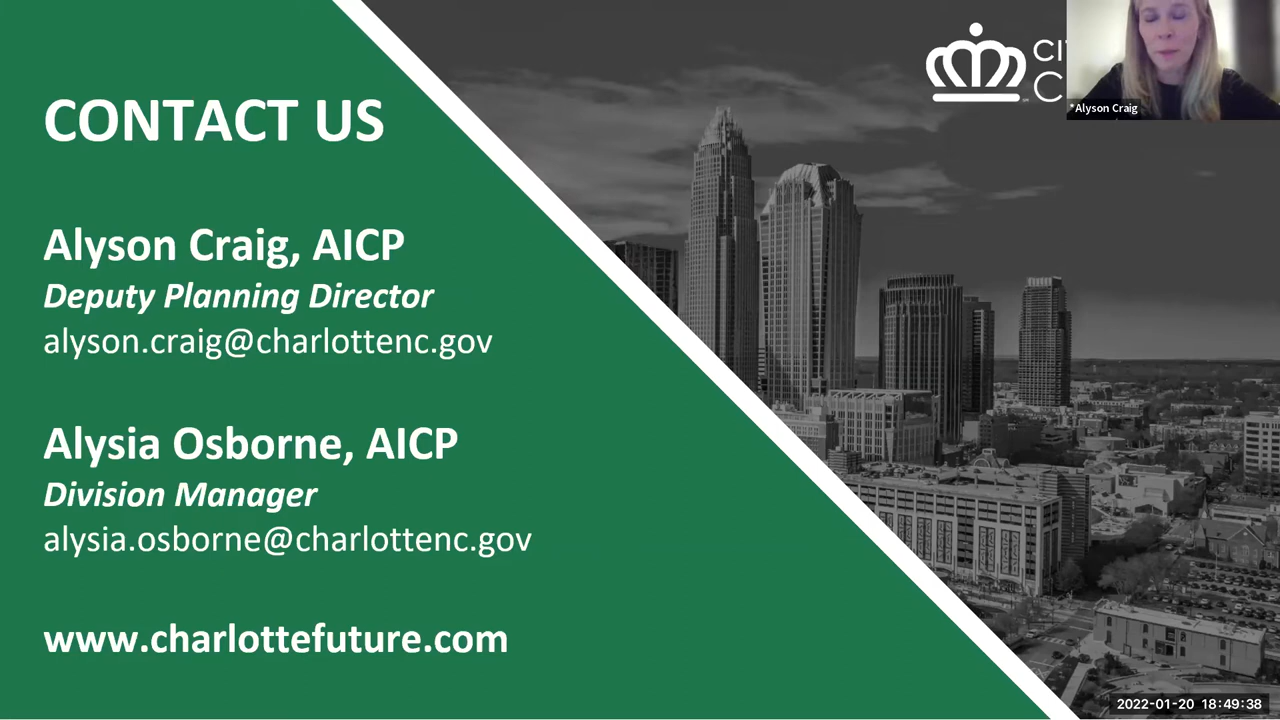 CONTACT US
Alyson Craig, AICP
Deputy Planning Director
alyson.craig@charlottenc.gov
Alysia Osborne, AICP
Division Manager
alysia.osborne@charlottenc.gov
www.charlottefuture.com
CI
C
*Alyson Craig
2022-01-20 18:49:38